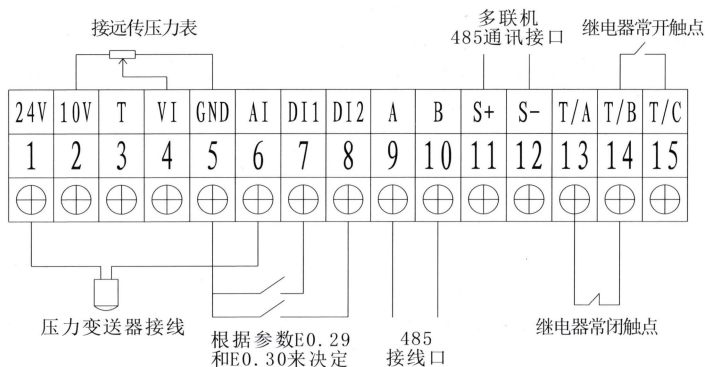 接远传压力表
多联机
485通讯接口
继电器常开触点
24V 10V T VI GND AI DI1 DI2 A B S+ S- T/A T/B T/C
1 2 3 4 5 6 7 8 9 10 11 12 13 14 15
压力变送器接线
根据参数E0.29
和E0.30来决定
485
接线口
继电器常闭触点